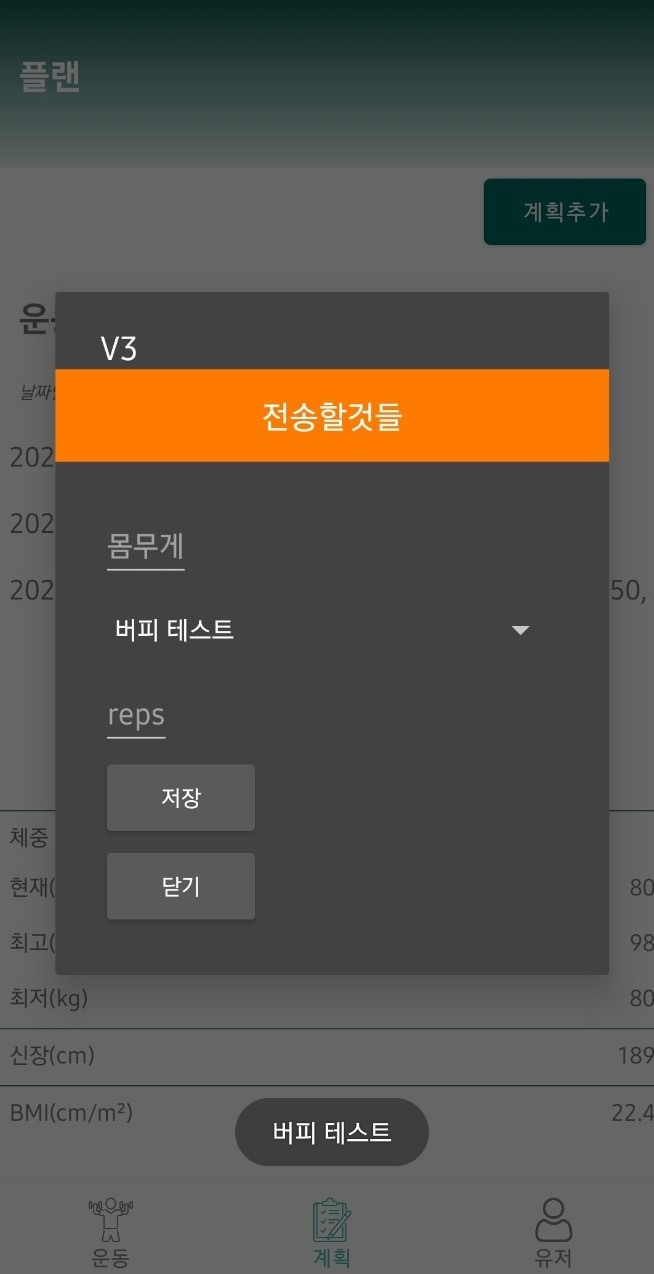 플랜
계획추가
V3
전송할것들
날짜
202
몸무게
202
버피 테스트
202
50,
reps
저장
체중
닫기
현재(
80
최고(
98
최저(kg)
80
신장(cm)
189
BMI(cm/m²)
22.4
버피 테스트
운동
계획
유저